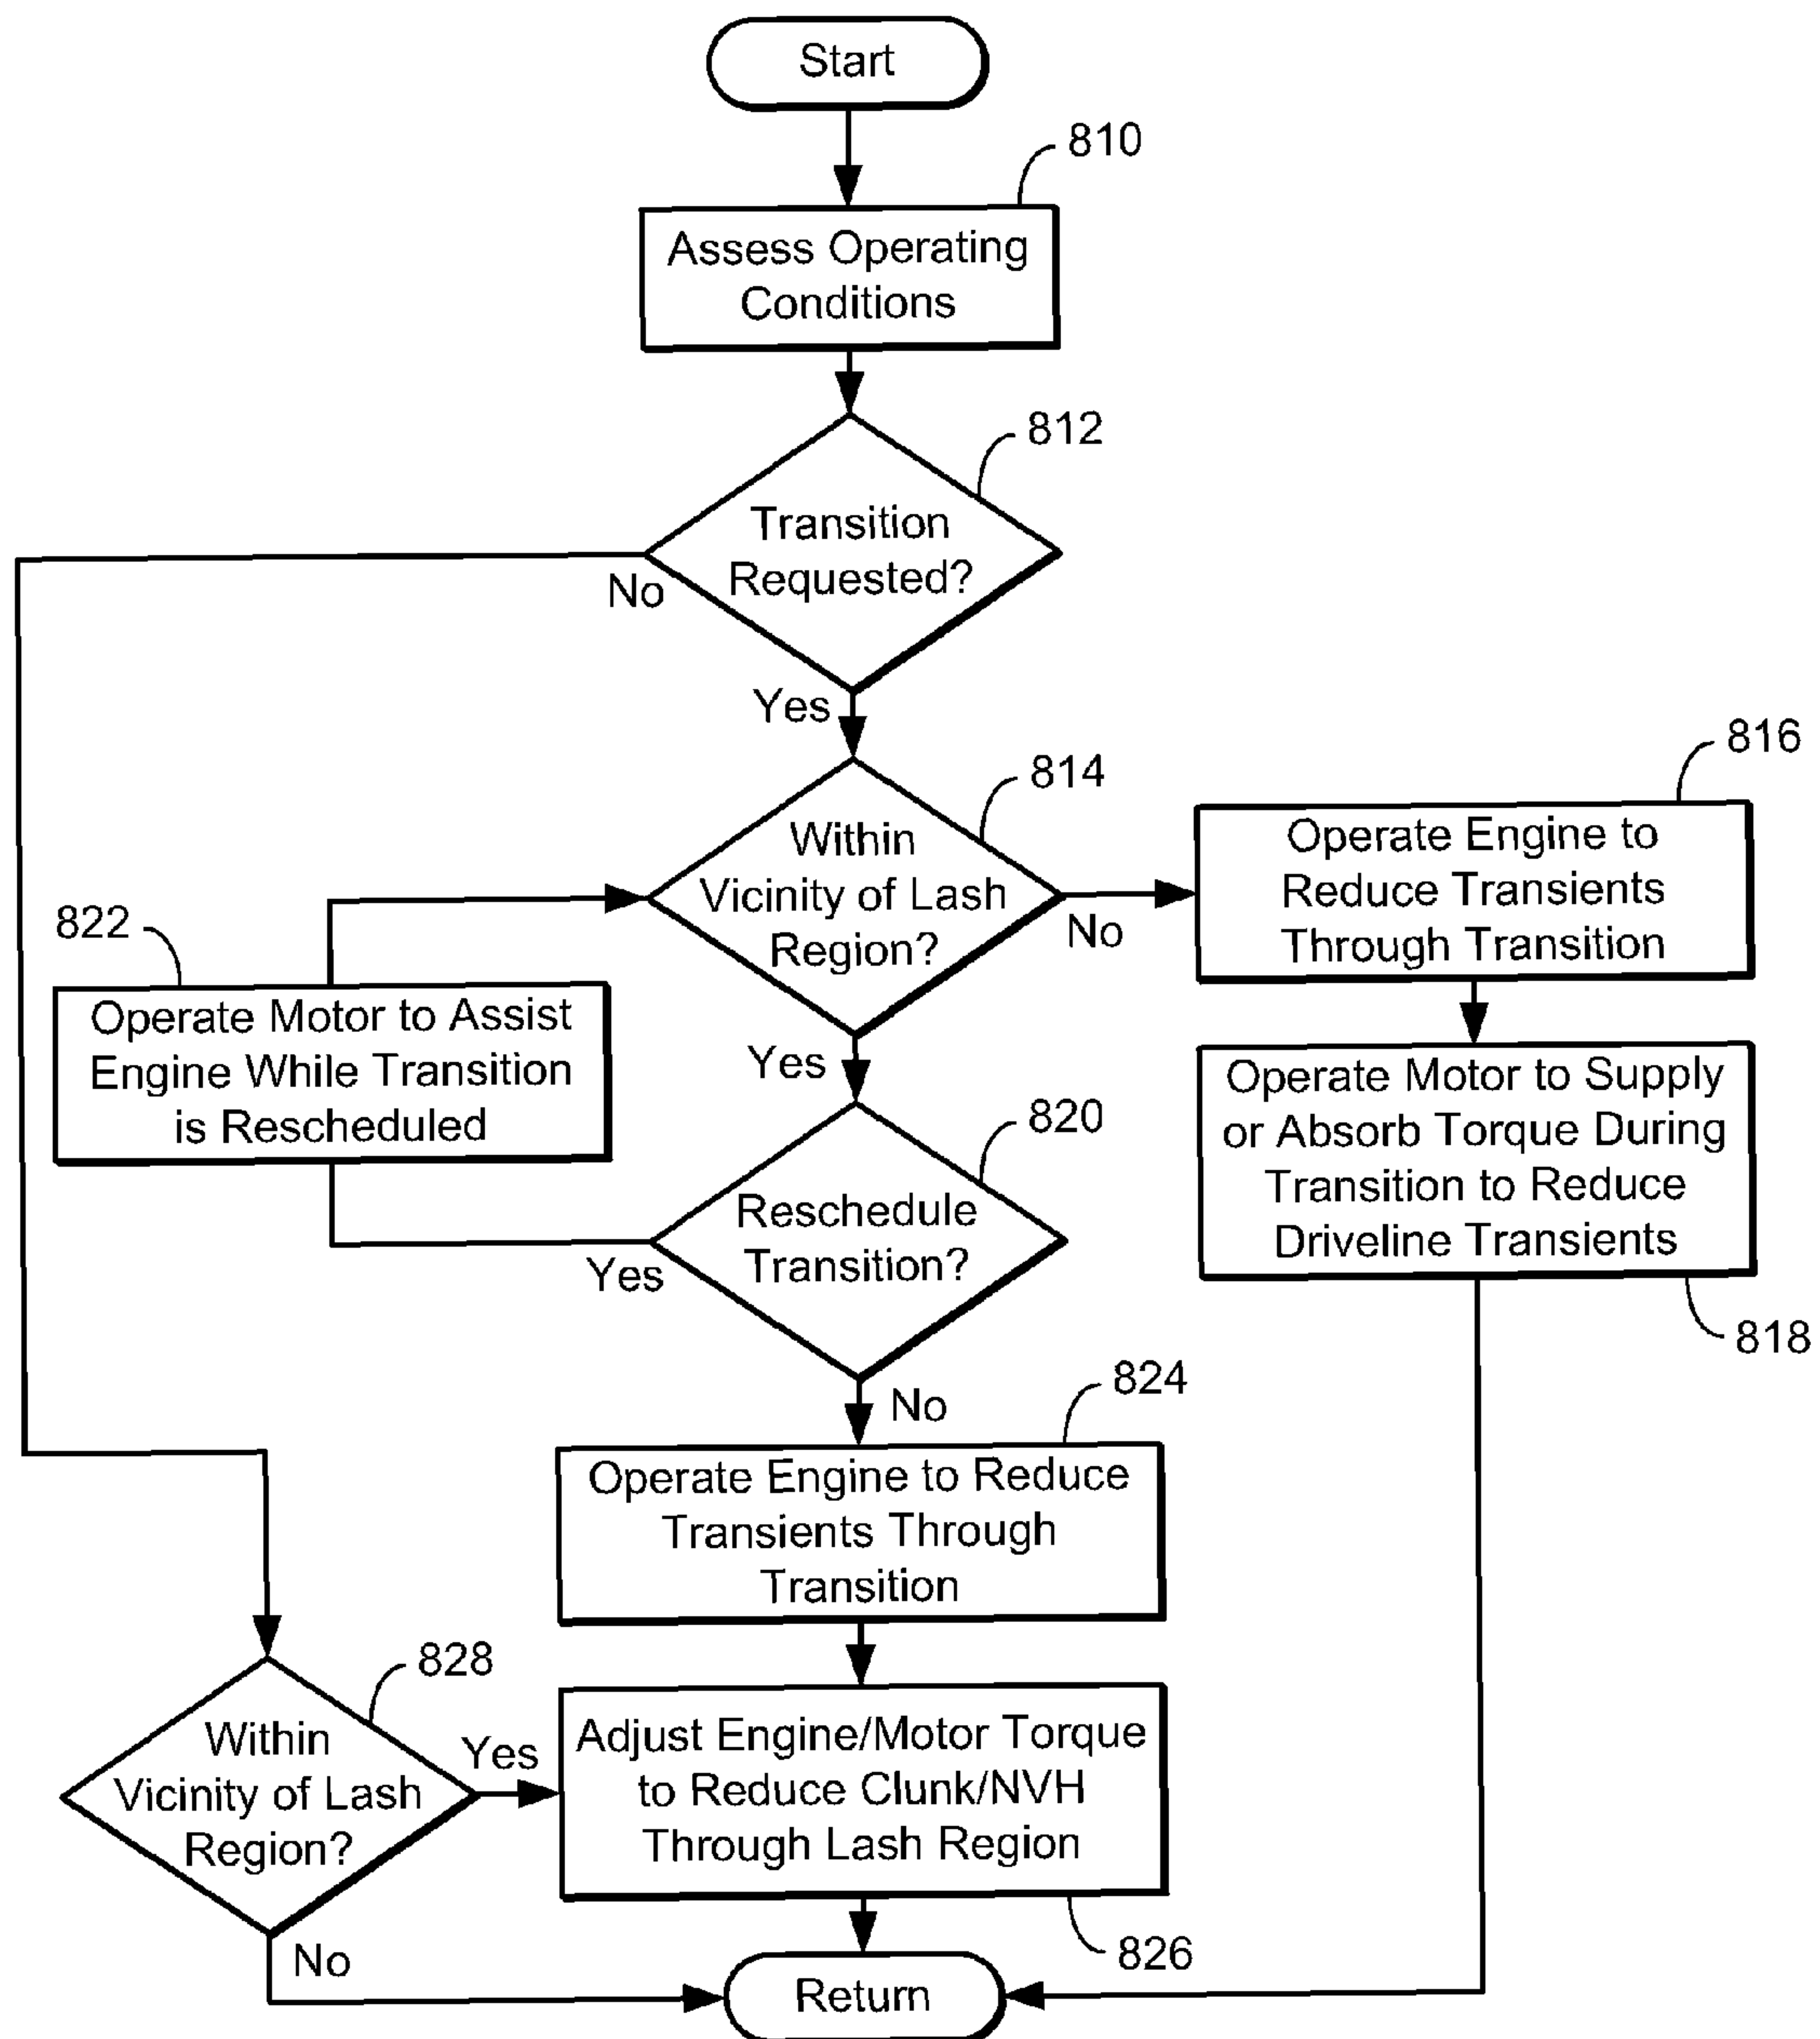 Start
810
Assess Operating
Conditions
812
Transition
Requested?
No
Yes
814
Within
Vicinity of Lash
Region?
No
816
Operate Engine to
Reduce Transients
Through Transition
822
Operate Motor to Assist
Engine While Transition
is Rescheduled
Yes
Operate Motor to Supply
or Absorb Torque During
Transition to Reduce
Driveline Transients
818
820
Reschedule
Transition?
Yes
No
824
Operate Engine to Reduce
Transients Through
Transition
828
Within
Vicinity of Lash
Region?
Yes
No
Adjust Engine/Motor Torque
to Reduce Clunk/NVH
Through Lash Region
826
Return